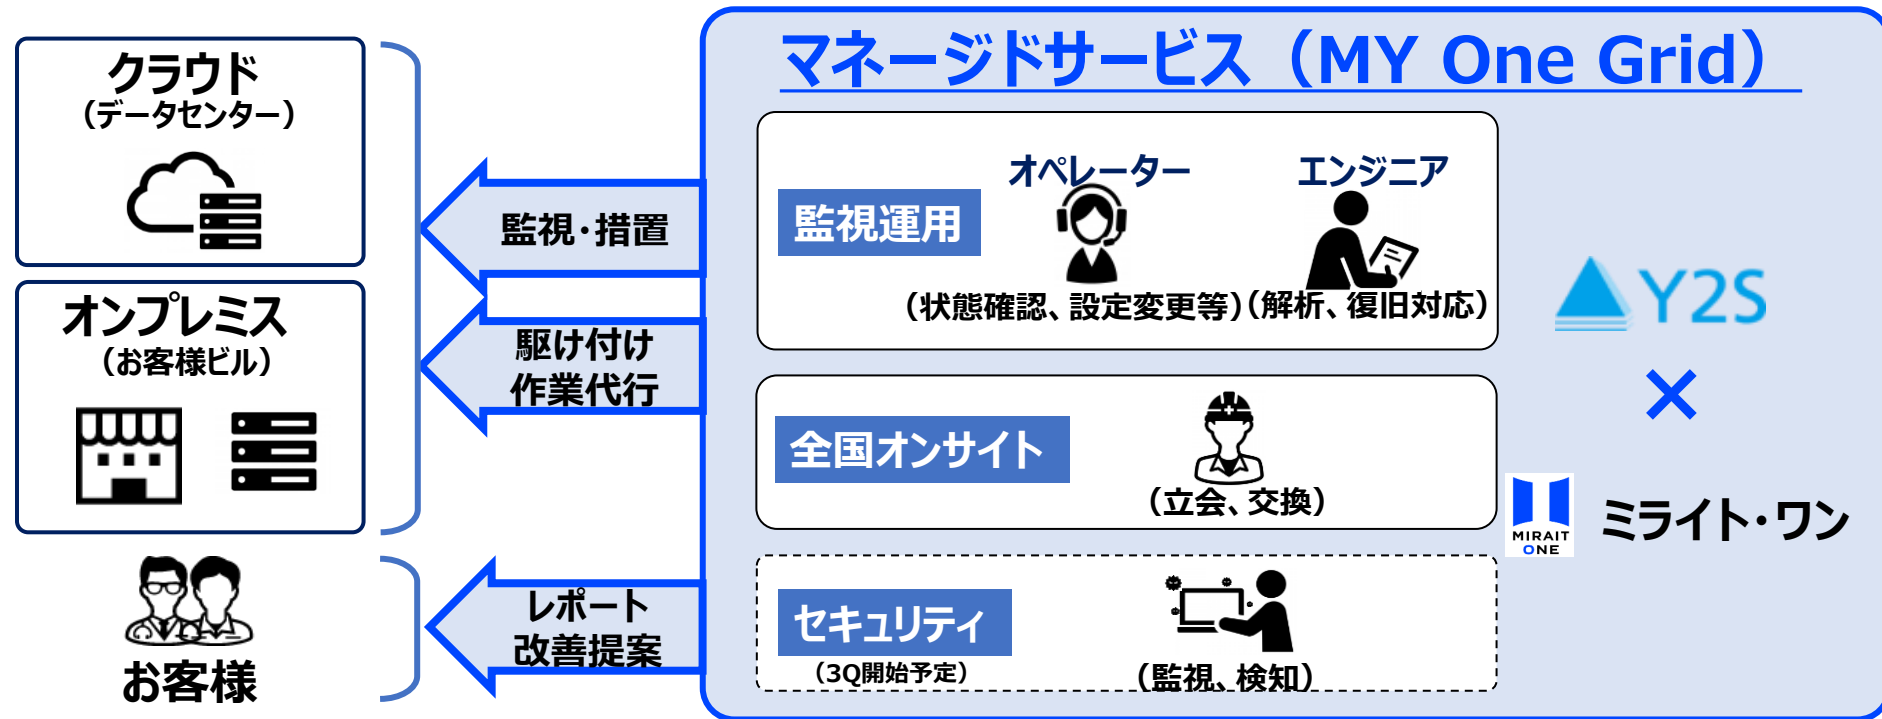 クラウド
（データセンター）
オンプレミス
（お客様ビル）
お客様
監視・措置
駆け付け
作業代行
レポート
改善提案
マネージドサービス（MY One Grid）
監視運用
オペレーター
エンジニア
（状態確認、設定変更等）
（解析、復旧対応）
全国オンサイト
（立会、交換）
セキュリティ
（3Q開始予定）
（監視、検知）
Y2S
×
MIRAIT
ONE
ミライト・ワン